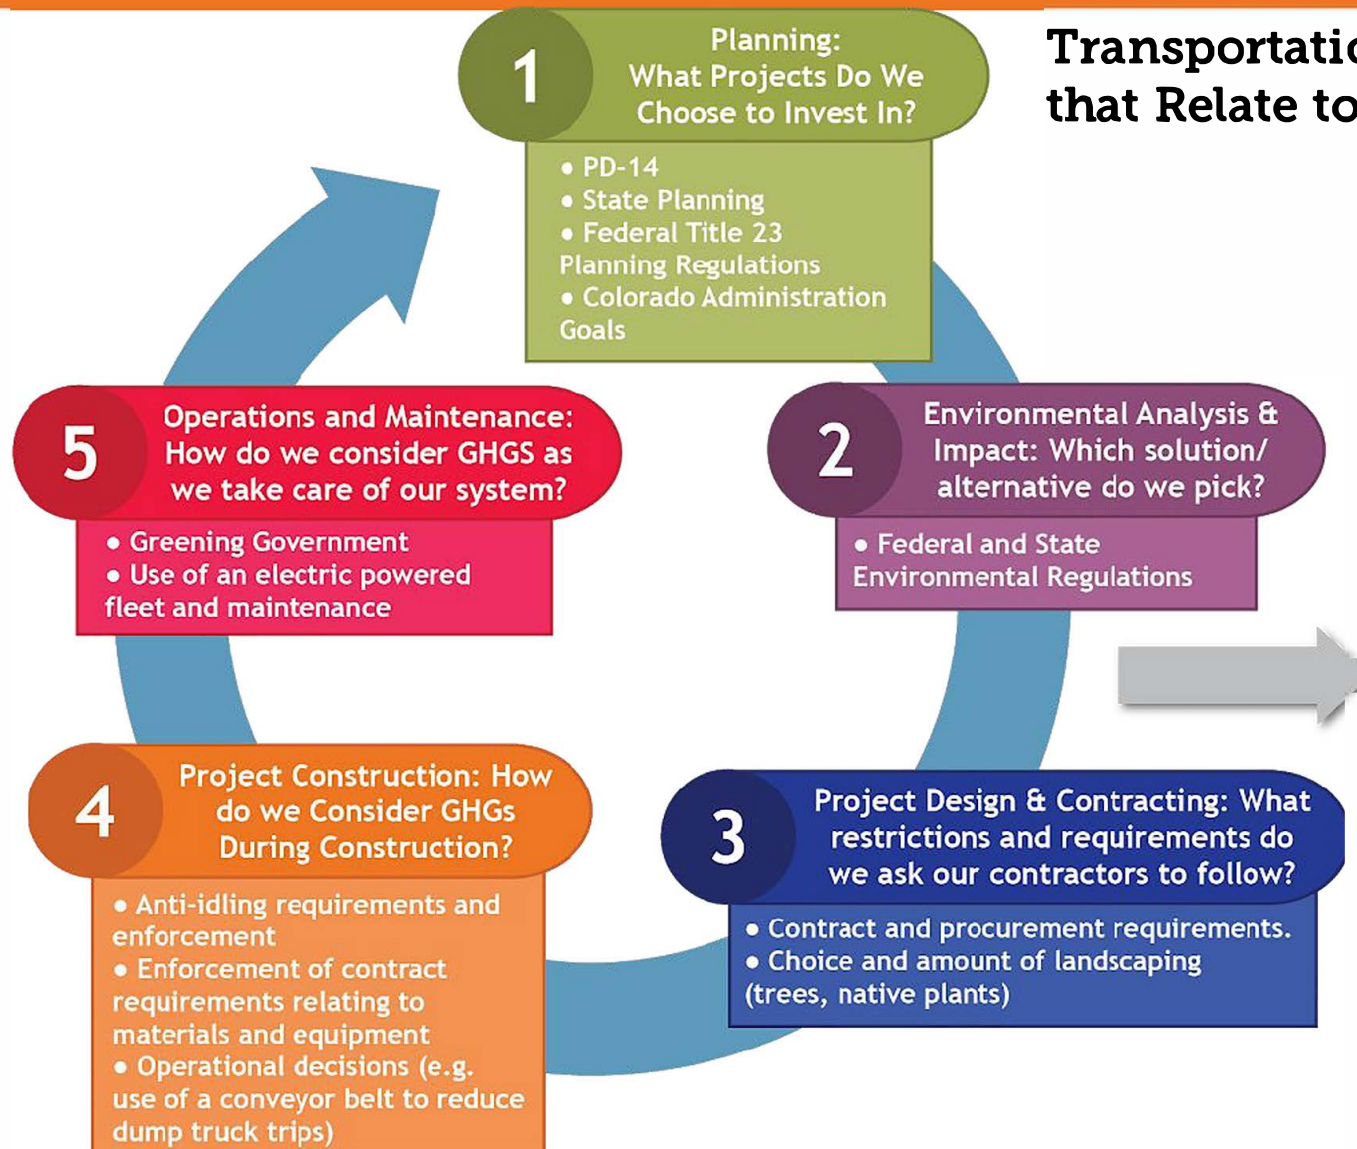 Transportatio
that Relate to
1
Planning:
What Projects Do We
Choose to Invest In?
● PD-14
● State Planning
● Federal Title 23
Planning Regulations
● Colorado Administration
Goals
2
Environmental Analysis &
Impact: Which solution/
alternative do we pick?
● Federal and State
Environmental Regulations
3
Project Design & Contracting: What
restrictions and requirements do
we ask our contractors to follow?
● Contract and procurement requirements.
● Choice and amount of landscaping
(trees, native plants)
4
Project Construction: How
do we Consider GHGs
During Construction?
● Anti-idling requirements and
enforcement
● Enforcement of contract
requirements relating to
materials and equipment
● Operational decisions (e.g.
use of a conveyor belt to reduce
dump truck trips)
5
Operations and Maintenance:
How do we consider GHGS as
we take care of our system?
● Greening Government
● Use of an electric powered
fleet and maintenance